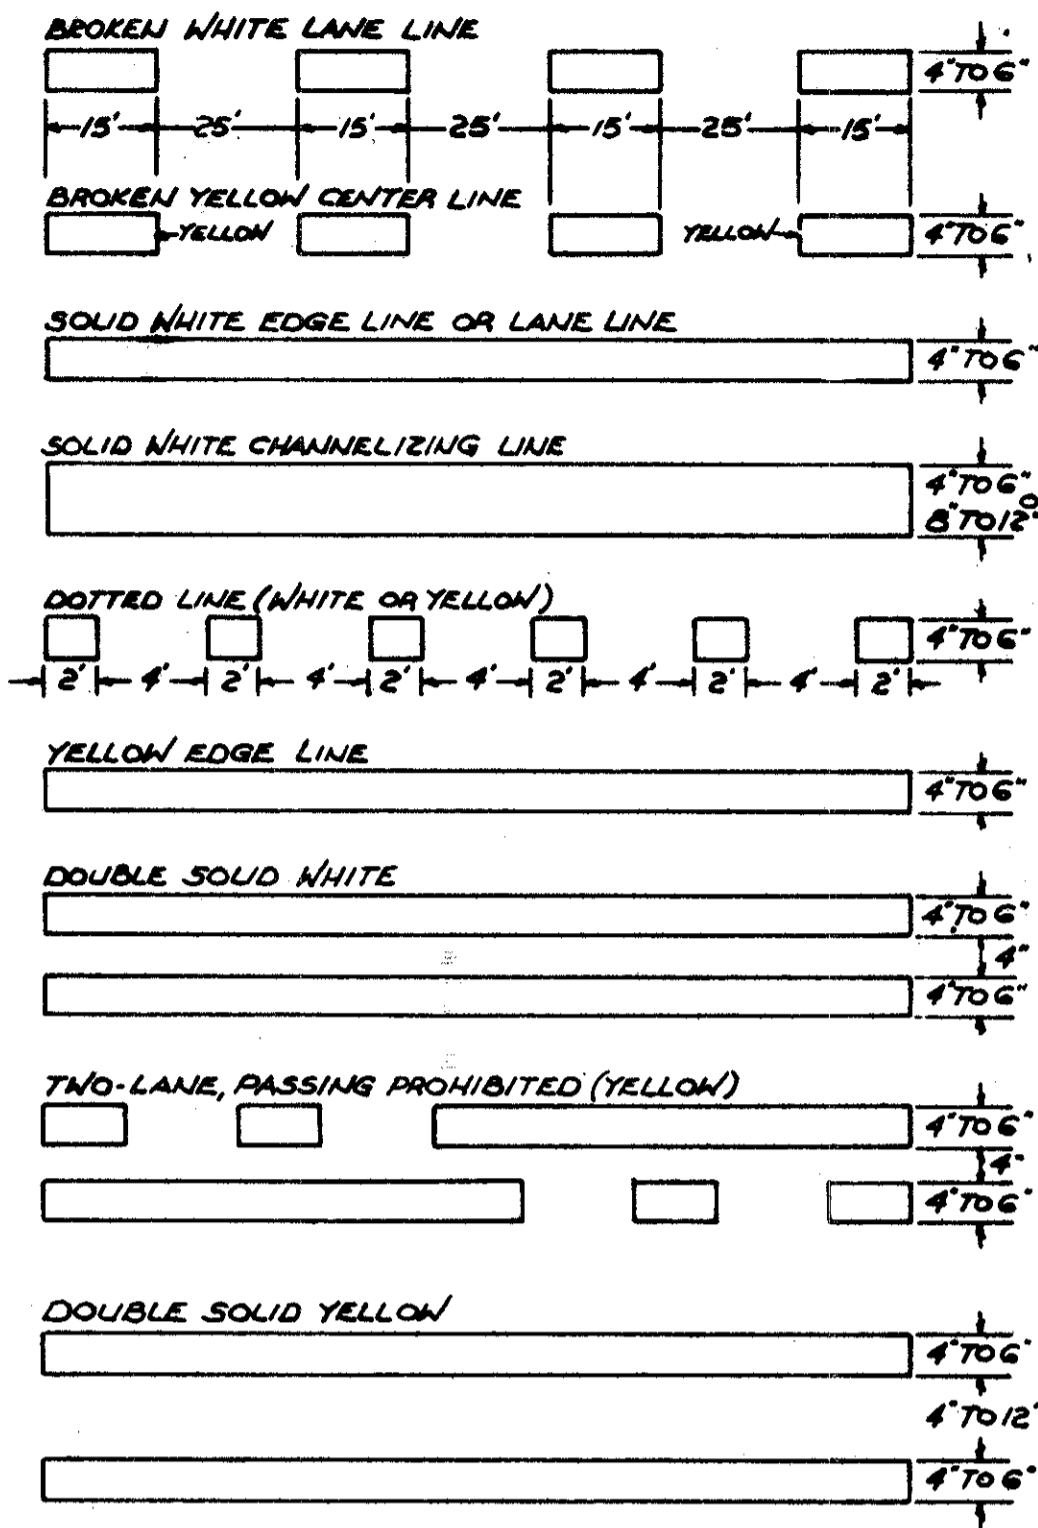 BROKEN WHITE LANE LINE
4" TO 6"
15' 25' 15' 25' 15' 25' 15'
BROKEN YELLOW CENTER LINE
YELLOW YELLOW 4" TO 6"
SOLID WHITE EDGE LINE OR LANE LINE
4" TO 6"
SOLID WHITE CHANNELIZING LINE
4" TO 6"
8" TO 12"
DOTTED LINE (WHITE OR YELLOW)
4" TO 6"
2' 4' 2' 4' 2' 4' 2' 4' 2' 4' 2'
YELLOW EDGE LINE
4" TO 6"
DOUBLE SOLID WHITE
4" TO 6"
4"
4" TO 6"
TWO-LANE, PASSING PROHIBITED (YELLOW)
4" TO 6"
4"
4" TO 6"
DOUBLE SOLID YELLOW
4" TO 6"
4" TO 12"
4" TO 6"